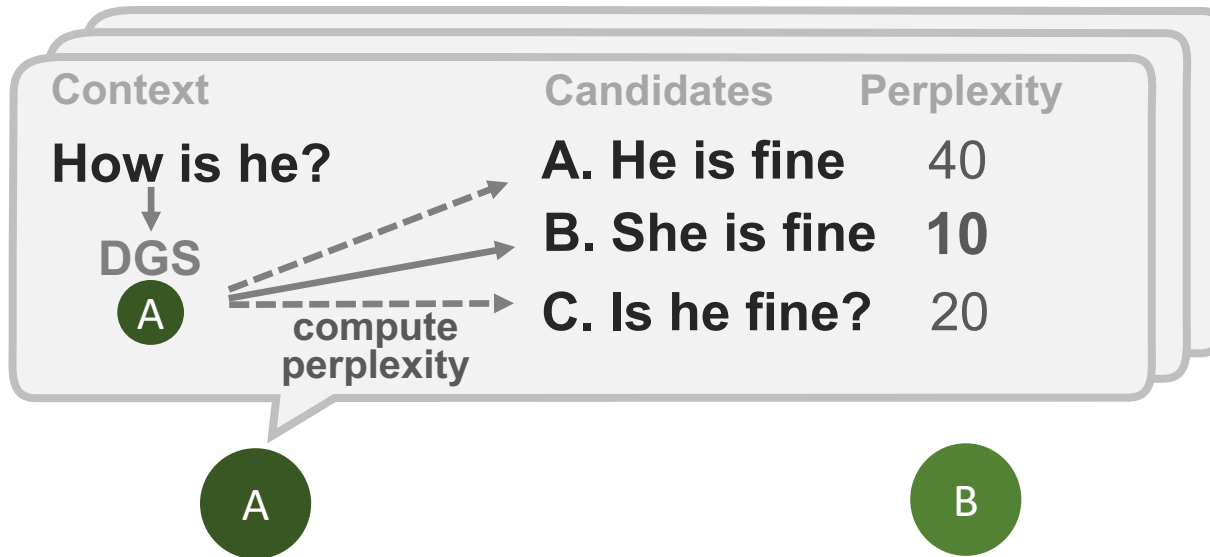 Context Candidates Perplexity
How is he? A. He is fine 40
DGS B. She is fine 10
A C. Is he fine? 20
compute
perplexity
A B